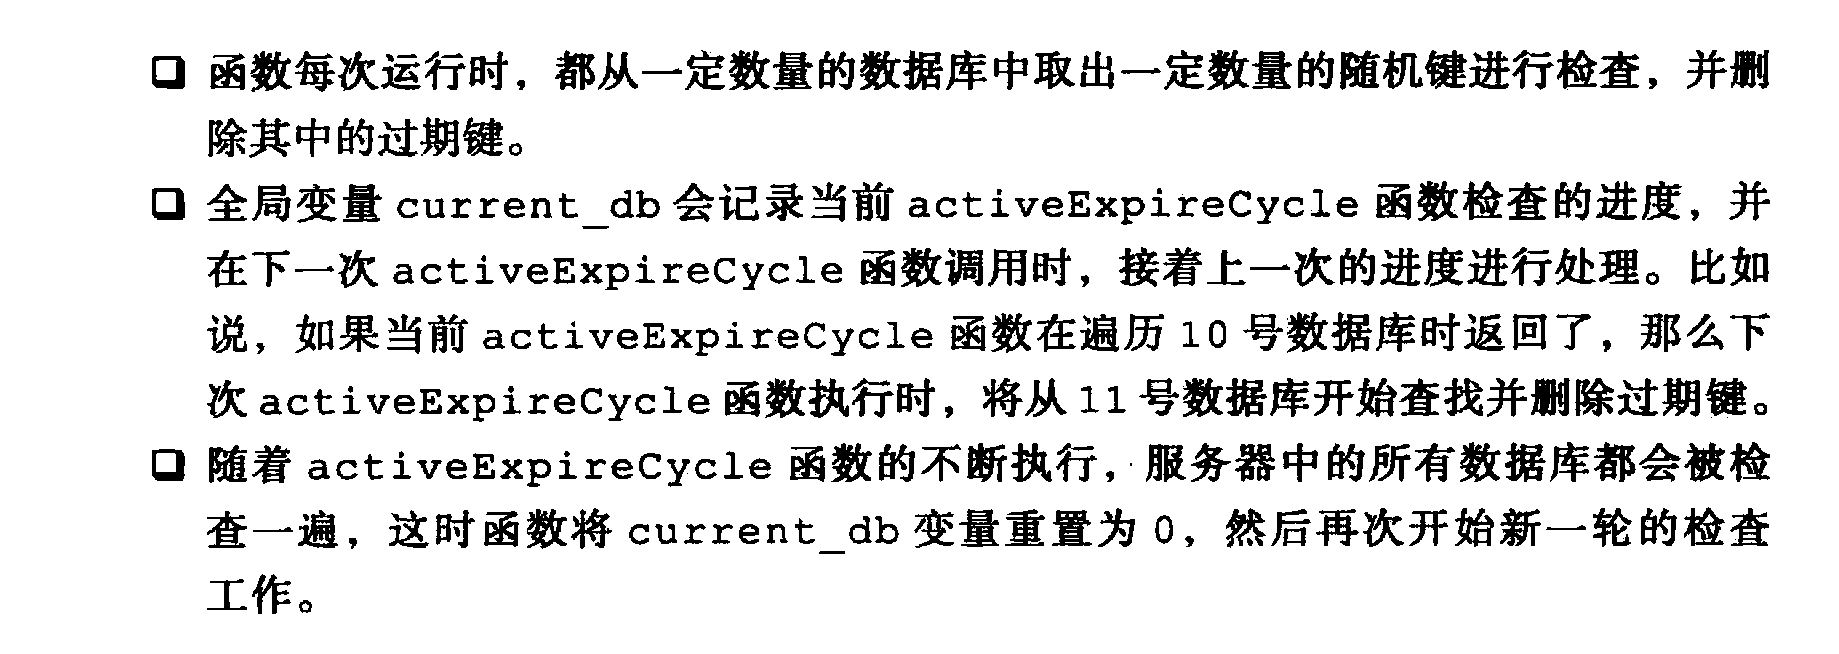 ❑ 函数每次运行时，都从一定数量的数据库中取出一定数量的随机键进行检查，并删
除其中的过期键。
❑ 全局变量 current_db 会记录当前 activeExpireCycle 函数检查的进度，并
在下一次 activeExpireCycle 函数调用时，接着上一次的进度进行处理。比如
说，如果当前 activeExpireCycle 函数在遍历 10 号数据库时返回了，那么下
次 activeExpireCycle 函数执行时，将从 11 号数据库开始查找并删除过期键。
❑ 随着 activeExpireCycle 函数的不断执行，服务器中的所有数据库都会被检
查一遍，这时函数将 current_db 变量重置为 0，然后再次开始新一轮的检查
工作。